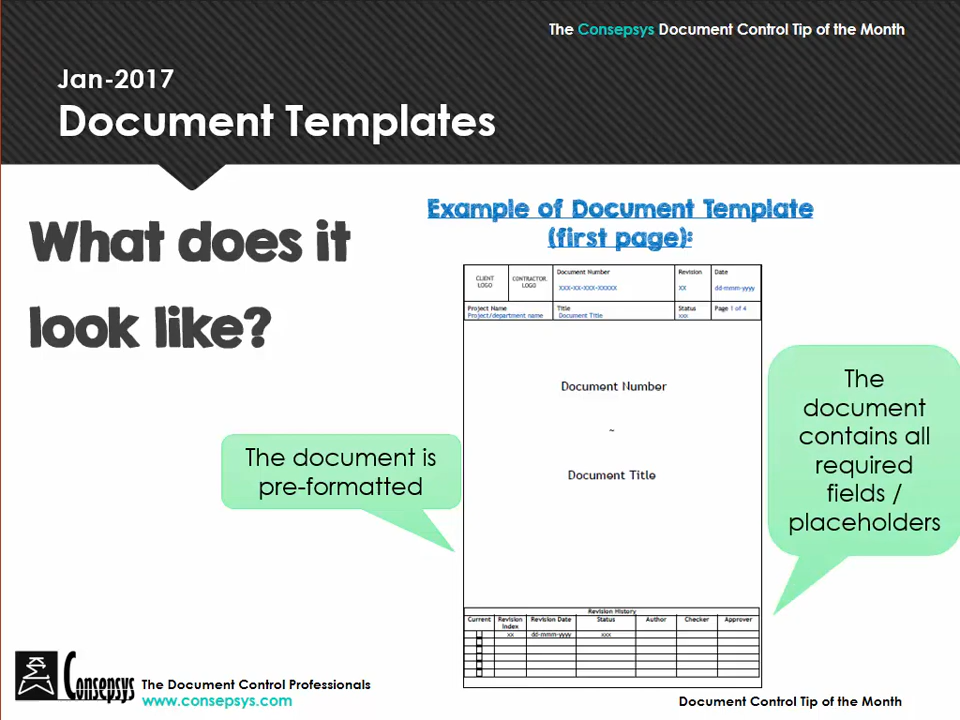 The Consepsys Document Control Tip of the Month
Jan-2017
Document Templates
What does it
look like?
Example of Document Template
(first page):
CLIENT
LOGO
CONTRACTOR
LOGO
Document Number
XXX-XX-XXX-XXXXX
Revision
XX
Date
dd-mmm-yyyy
Project Name
Project/department name
Title
Document Title
Status
xxx
Page 1 of 4
Document Number
~
Document Title
The document is
pre-formatted
The
document
contains all
required
fields /
placeholders
Revision History
Current
Revision
Index
Revision Date
Status
Author
Checker
Approver
xx
dd-mmm-yyyy
xxx
Consepsys
The Document Control Professionals
www.consepsys.com
Document Control Tip of the Month